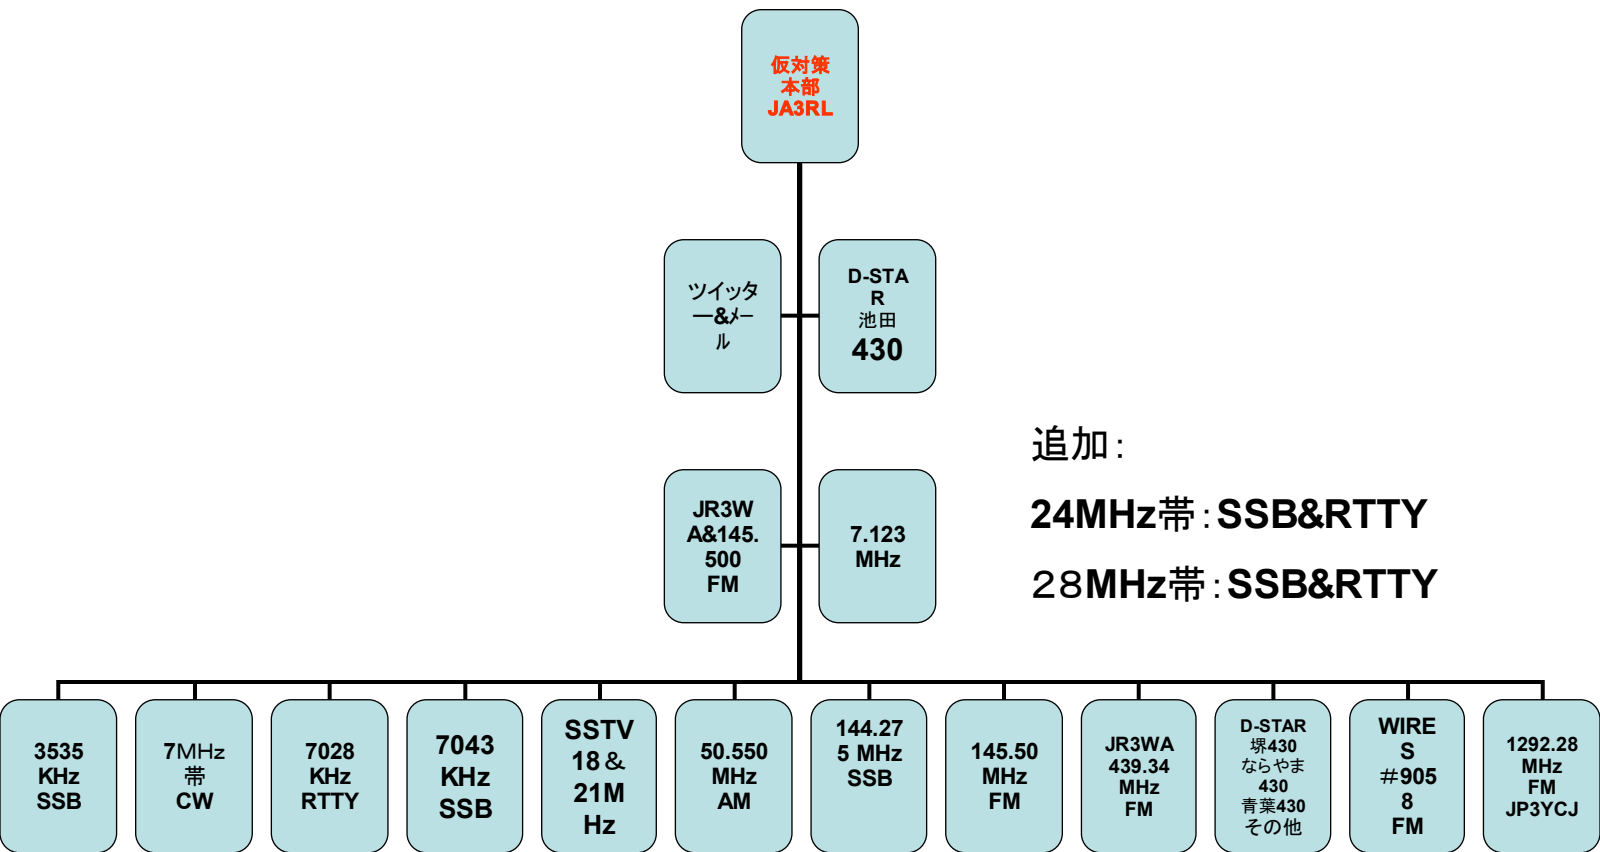 仮対策
本部
JA3RL
ツイッタ
ー&メー
ル
D-STA
R
池田
430
JR3W
A&145.
500
FM
7.123
MHz
追加：
24MHz帯：SSB&RTTY
２８MHz帯：SSB&RTTY
3535
KHz
SSB
7MHz
帯
CW
7028
KHz
RTTY
7043
KHz
SSB
SSTV
18＆
21M
Hz
50.550
MHz
AM
144.27
5 MHz
SSB
145.50
MHz
FM
JR3WA
439.34
MHz
FM
D-STAR
堺430
ならやま
430
青葉430
その他
WIRE
S
＃905
8
FM
1292.28
MHz
FM
JP3YCJ